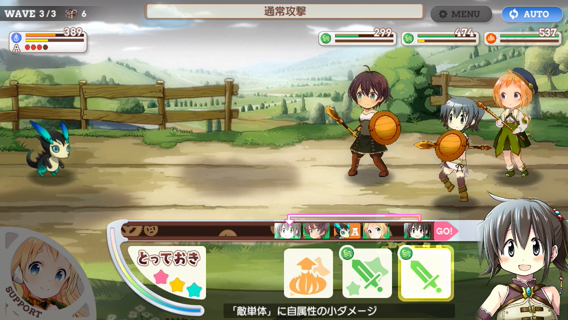 WAVE 3/3 6
通常攻撃
MENU
AUTO
389
A
299
474
537
A
GO!
とっておき
SUPPORT
「敵単体」に自属性の小ダメージ